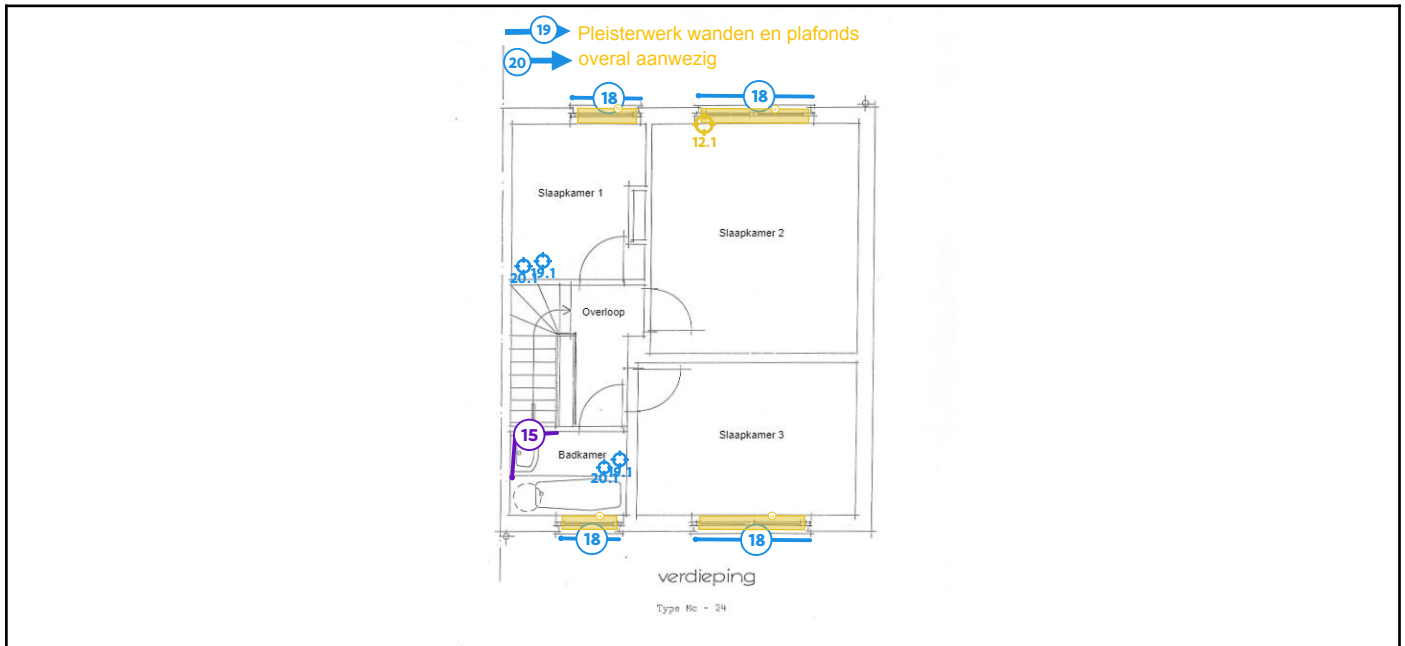 19 Pleisterwerk wanden en plafonds
20 overal aanwezig
18 18
12.1
Slaapkamer 1
Slaapkamer 2
20.1 19.1
Overloop
15
Slaapkamer 3
Badkamer
20.1 19.1
18 18
verdieping
Type Nc - 24